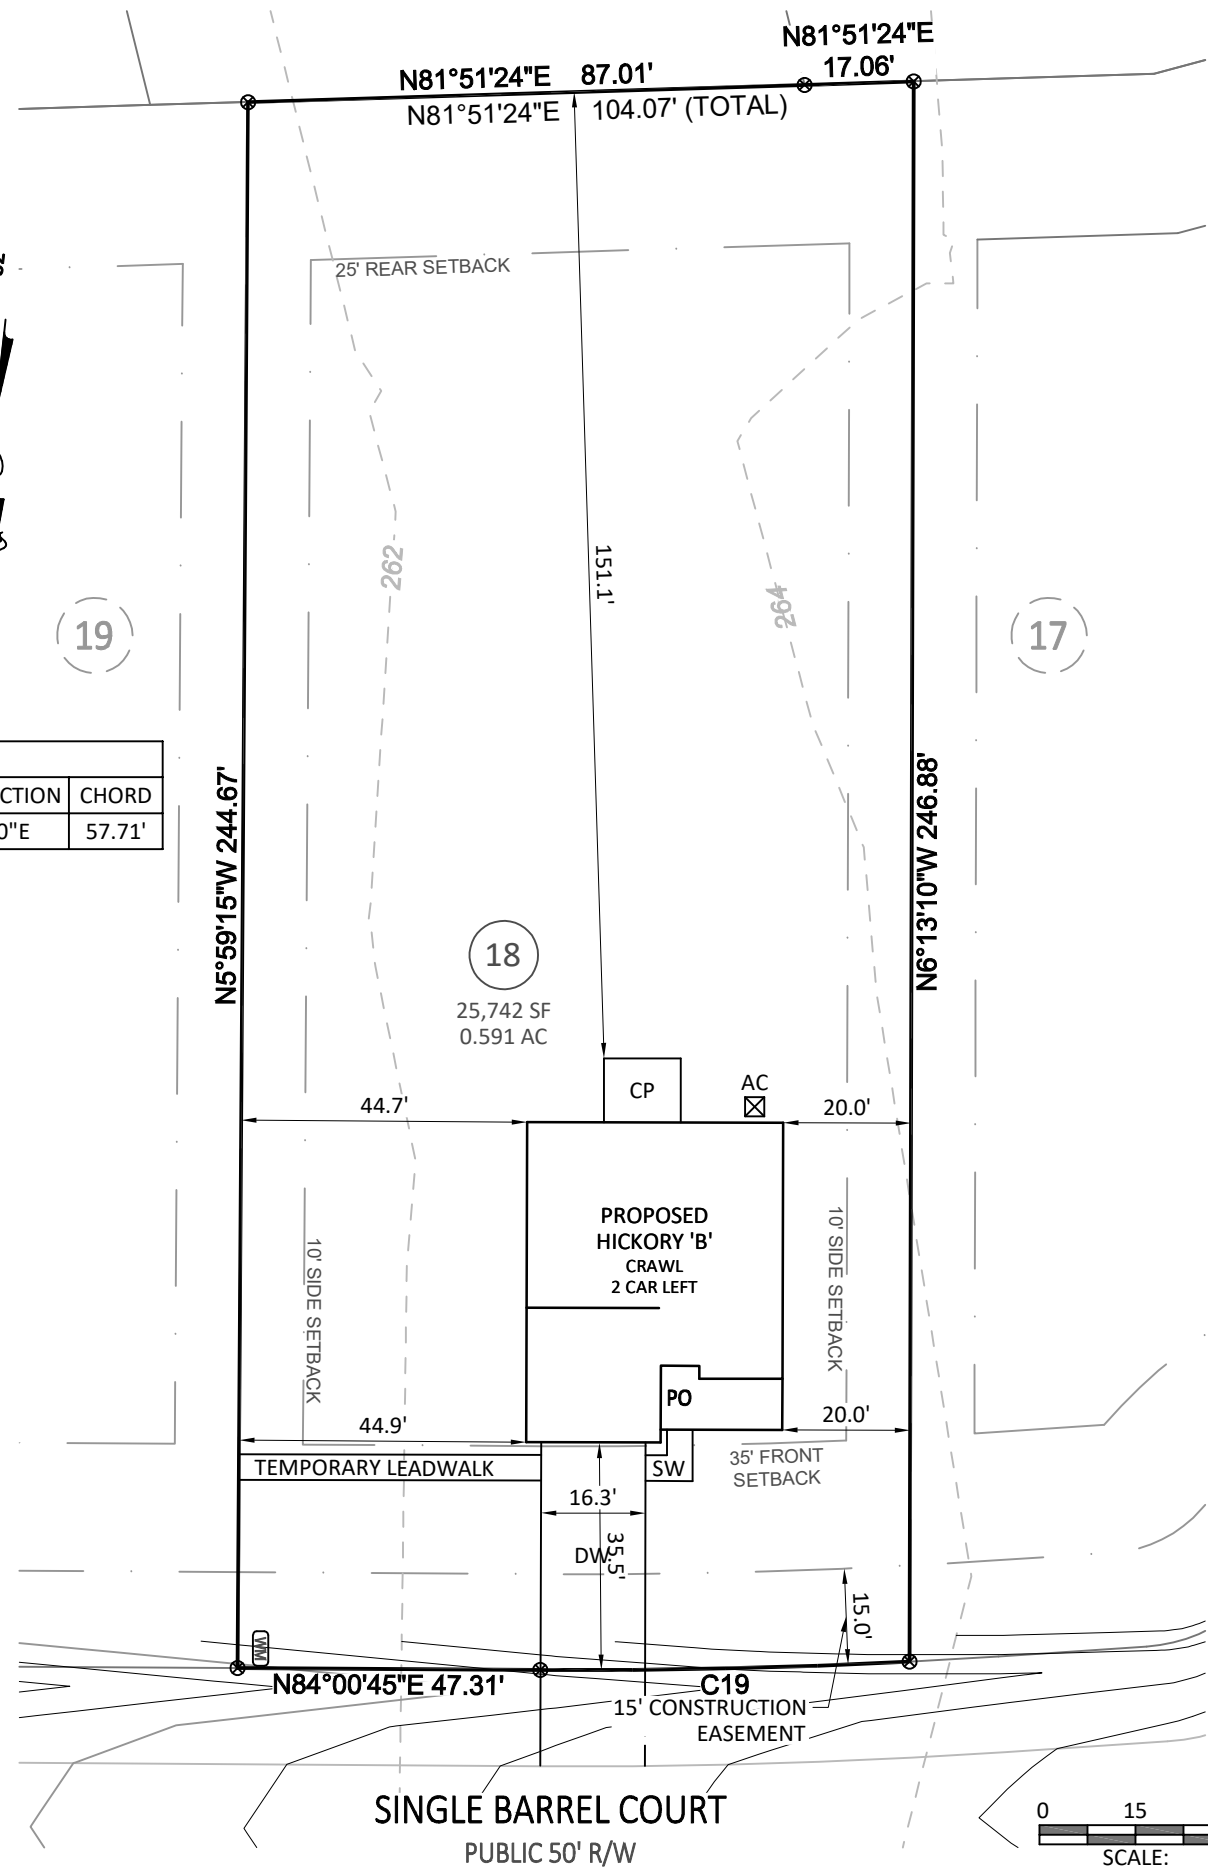 N81°51'24"E
17.06'
N81°51'24"E 87.01'
N81°51'24"E 104.07' (TOTAL)
25' REAR SETBACK
262
264
151.1'
19
17
CTION CHORD
0"E 57.71'
N5°59'15"W 244.67'
N6°13'10"W 246.88'
18
25,742 SF
0.591 AC
CP
AC
44.7'
20.0'
PROPOSED
HICKORY 'B'
CRAWL
2 CAR LEFT
10' SIDE SETBACK
10' SIDE SETBACK
PO
44.9'
20.0'
TEMPORARY LEADWALK
SW
35' FRONT
SETBACK
16.3'
DW
35.5'
15.0'
WM
N84°00'45"E 47.31'
C19
15' CONSTRUCTION
EASEMENT
SINGLE BARREL COURT
PUBLIC 50' R/W
0 15
SCALE: